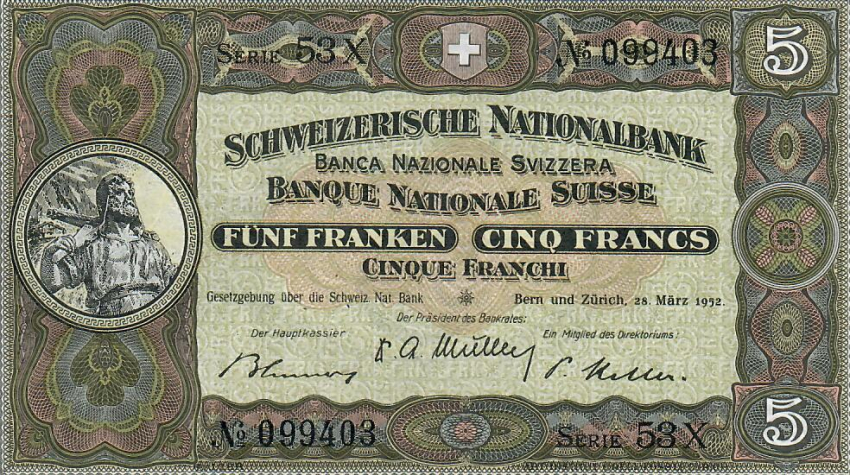 SERIE 53 X № 099403 5
SCHWEIZERISCHE NATIONALBANK
BANCA NAZIONALE SVIZZERA
BANQUE NATIONALE SUISSE
FÜNF FRANKEN CINQ FRANCS
CINQUE FRANCHI
Gesetzgebung über die Schweiz. Nat. Bank Bern und Zürich, 28. März 1952.
Der Präsident des Bankrates:
Der Hauptkassier: Ein Mitglied des Direktoriums:
№ 099403 SERIE 53 X 5